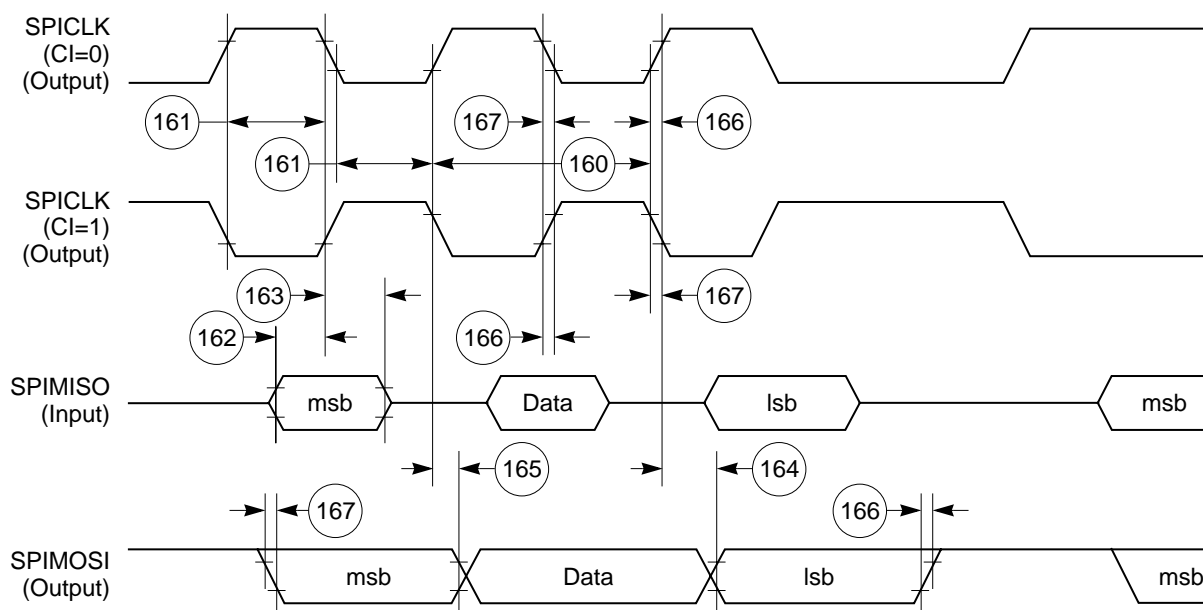 SPICLK
(CI=0)
(Output)
161
167
166
161
160
SPICLK
(CI=1)
(Output)
163
167
162
166
SPIMISO
(Input)
msb
Data
lsb
msb
165
164
167
166
SPIMOSI
(Output)
msb
Data
lsb
msb